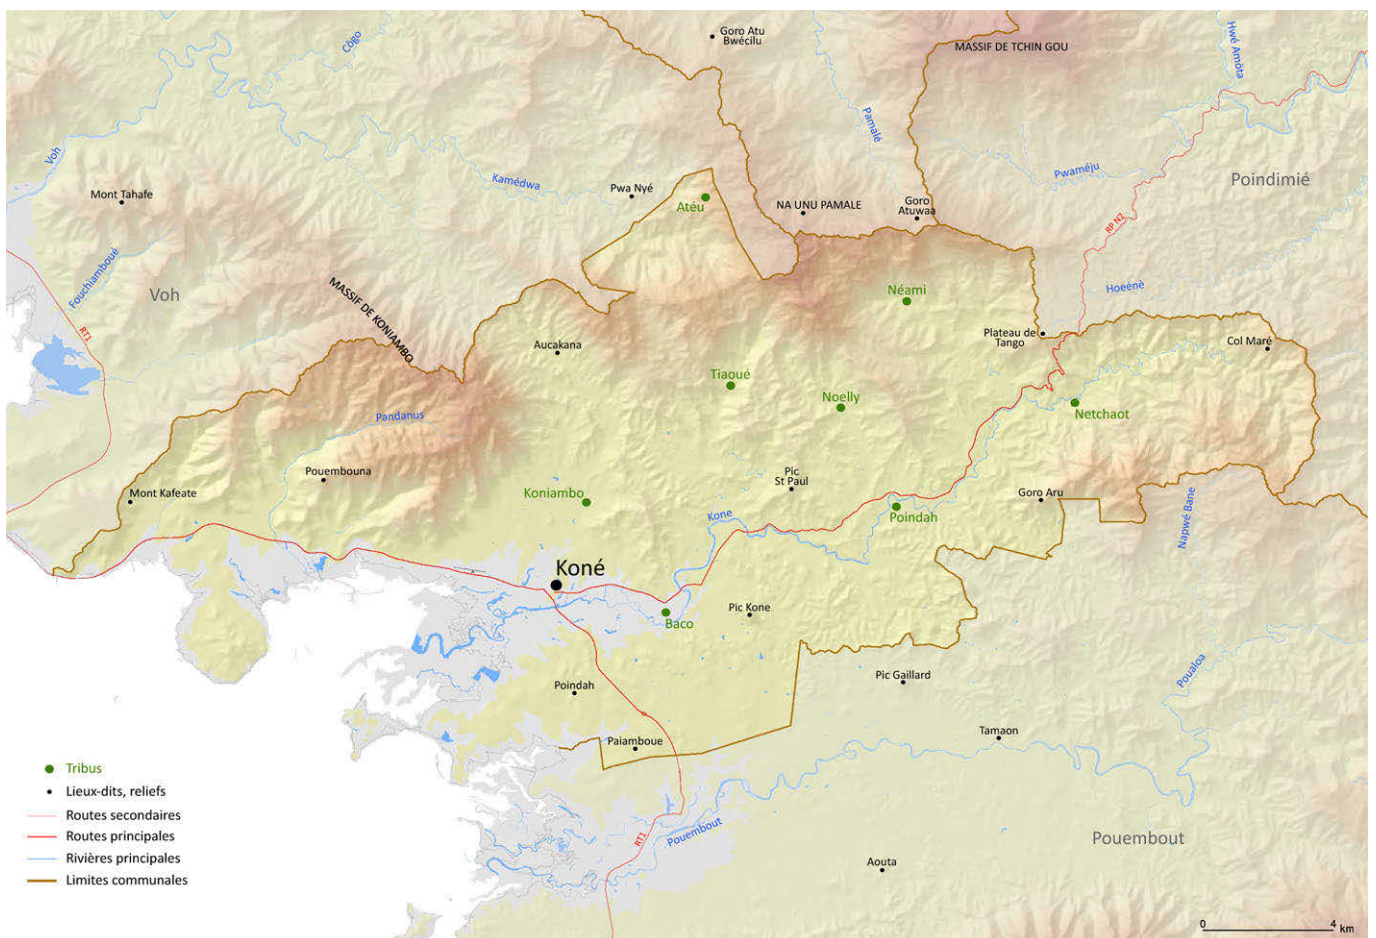 Goro Atu
Bwécilu
MASSIF DE TCHIN GOU
Hwé Amöta
Côgo
Pamalé
Voh
Kamédwa
Pwa Nyé
Pwaméju
Poindimié
Mont Tahafe
Atéu
NA UNU PAMALE
Goro
Atuwaa
RP N2
Fouchiamboué
Voh
MASSIF DE KONIAMBO
Néami
Hoeénè
RT1
Aucakana
Plateau de
Tango
Col Maré
Tiaoué
Noelly
Netchaot
Pandanus
Pouembouna
Pic
St Paul
Mont Kafeate
Koniambo
Kone
Poindah
Goro Aru
Napwé Bane
Koné
Baco
Pic Kone
Poindah
Pic Gaillard
Poualoa
Paiamboue
Tamaon
Tribus
Lieux-dits, reliefs
Routes secondaires
Routes principales
Rivières principales
Limites communales
RT1
Pouembout
Pouembout
Aouta
0
4
km